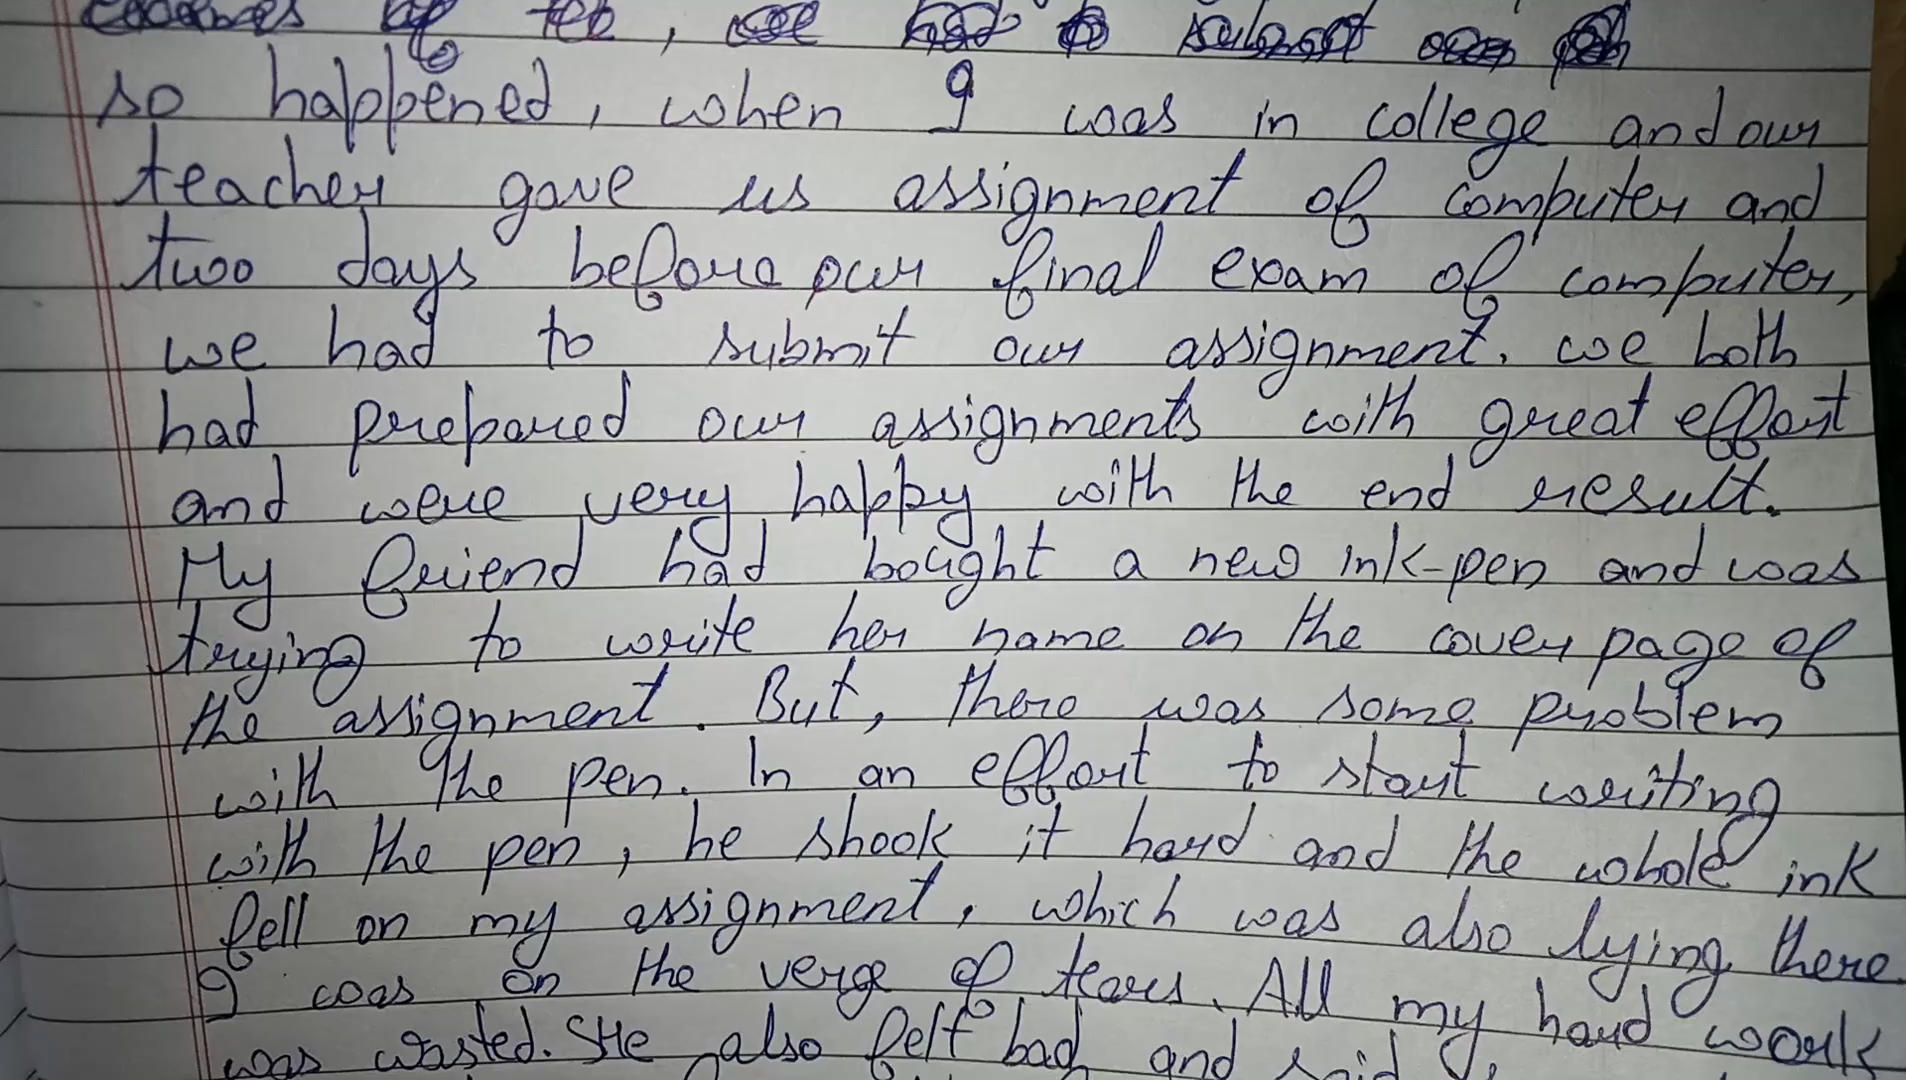 so happened, when I was in college and our
teacher gave us assignment of computer and
two days before our final exam of computer,
we had to submit our assignment. we both
had prepared our assignments with great effort
and were very happy with the end result.
My friend had bought a new ink-pen and was
trying to write her name on the cover page of
the assignment. But, there was some problem
with the pen. In an effort to start writing
with the pen, he shook it hard and the whole ink
fell on my assignment, which was also lying there.
I was on the verge of tears. All my hard work
was wasted. She also felt bad and said